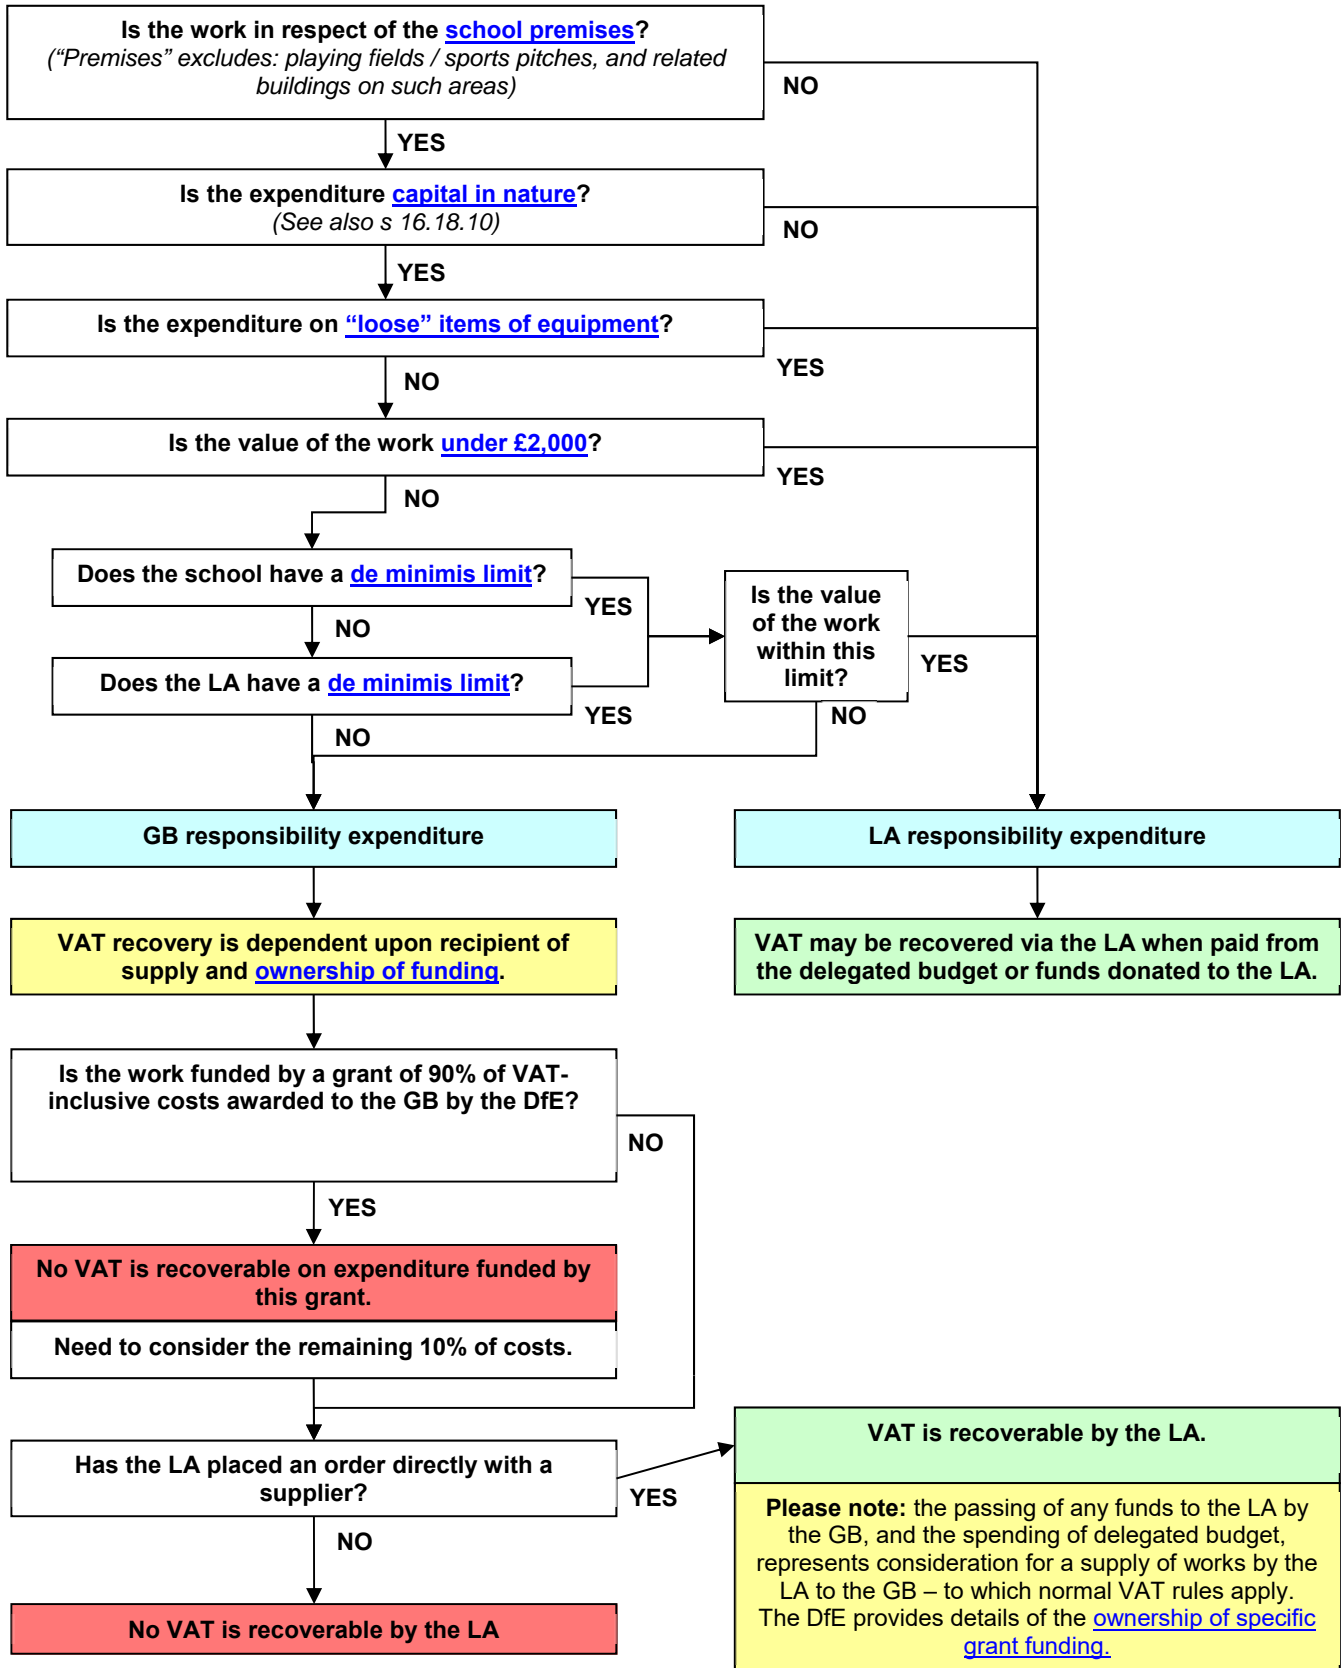 Is the work in respect of the school premises?
(“Premises” excludes: playing fields / sports pitches, and related
buildings on such areas)
NO
YES
Is the expenditure capital in nature?
(See also s 16.18.10)
NO
YES
Is the expenditure on “loose” items of equipment?
YES
NO
Is the value of the work under £2,000?
YES
NO
Does the school have a de minimis limit?
YES
NO
Does the LA have a de minimis limit?
YES
NO
Is the value
of the work
within this
limit?
YES
NO
GB responsibility expenditure
LA responsibility expenditure
VAT recovery is dependent upon recipient of
supply and ownership of funding.
VAT may be recovered via the LA when paid from
the delegated budget or funds donated to the LA.
Is the work funded by a grant of 90% of VAT-
inclusive costs awarded to the GB by the DfE?
NO
YES
No VAT is recoverable on expenditure funded by
this grant.
Need to consider the remaining 10% of costs.
Has the LA placed an order directly with a
supplier?
YES
NO
No VAT is recoverable by the LA
VAT is recoverable by the LA.
Please note: the passing of any funds to the LA by
the GB, and the spending of delegated budget,
represents consideration for a supply of works by the
LA to the GB – to which normal VAT rules apply.
The DfE provides details of the ownership of specific
grant funding.